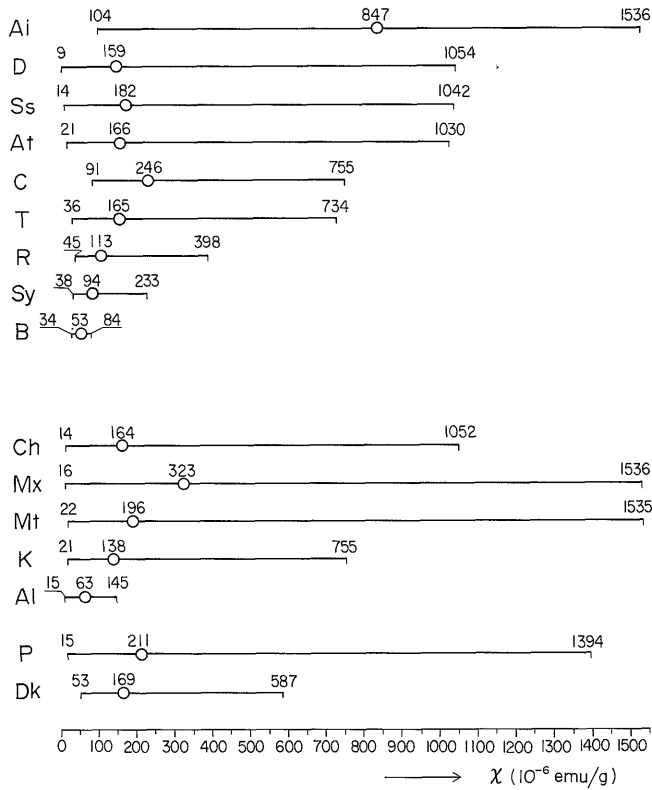 Ai 104 847 1536
D 9 159 1054
Ss 14 182 1042
At 21 166 1030
C 91 246 755
T 36 165 734
R 45 113 398
Sy 38 94 233
B 34 53 84
Ch 14 164 1052
Mx 16 323 1536
Mt 22 196 1535
K 21 138 755
Al 15 63 145
P 15 211 1394
Dk 53 169 587
0 100 200 300 400 500 600 700 800 900 1000 1100 1200 1300 1400 1500
χ (10⁻⁶ emu/g)